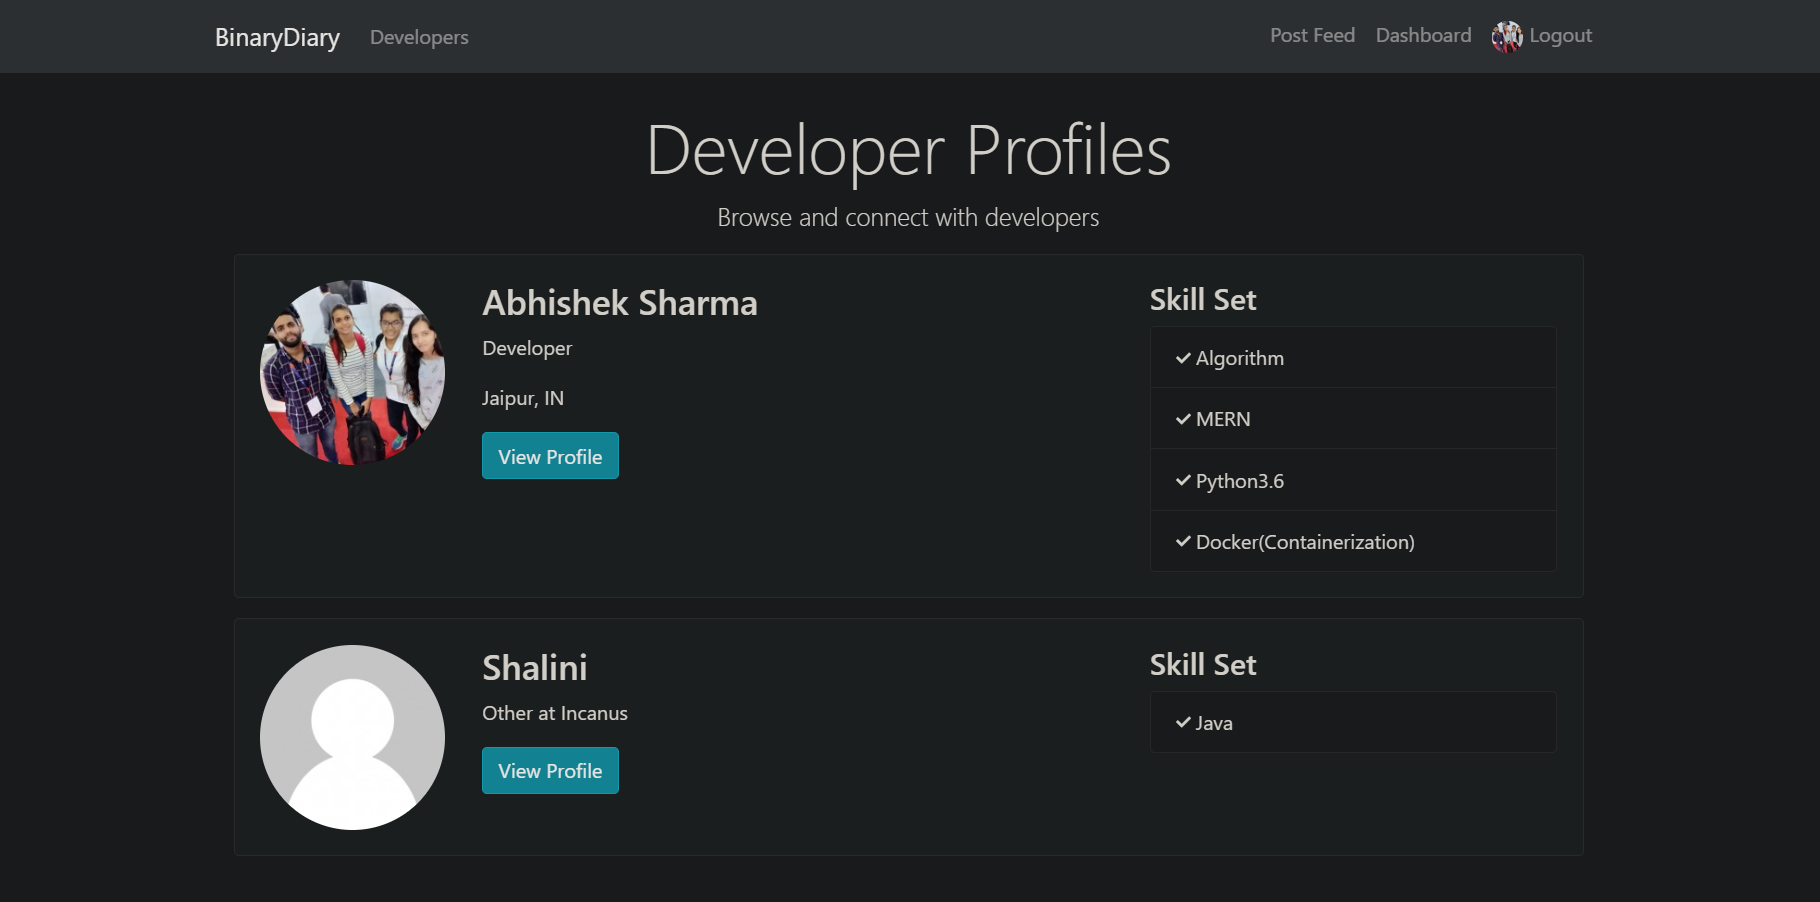 BinaryDiary Developers Post Feed Dashboard Logout
Developer Profiles
Browse and connect with developers
Abhishek Sharma
Developer
Jaipur, IN
View Profile
Skill Set
Algorithm
MERN
Python3.6
Docker(Containerization)
Shalini
Other at Incanus
View Profile
Skill Set
Java